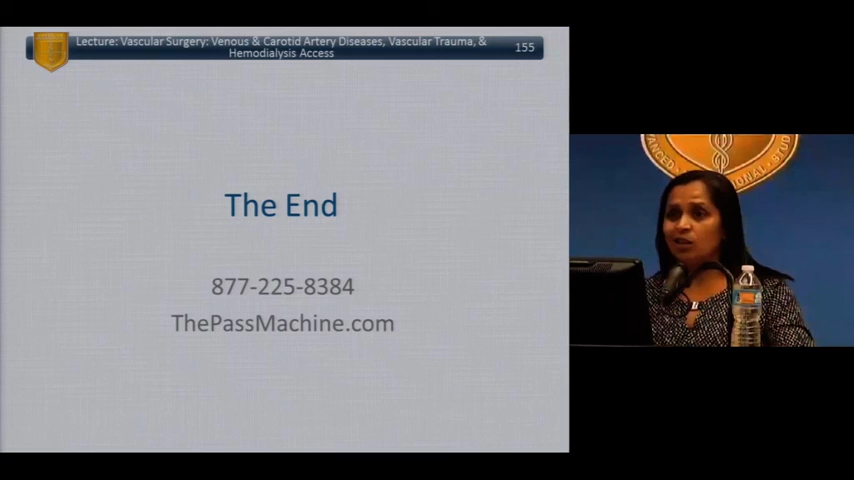 Lecture: Vascular Surgery: Venous & Carotid Artery Diseases, Vascular Trauma, &
Hemodialysis Access
155
The End
877-225-8384
ThePassMachine.com
ADVANCED